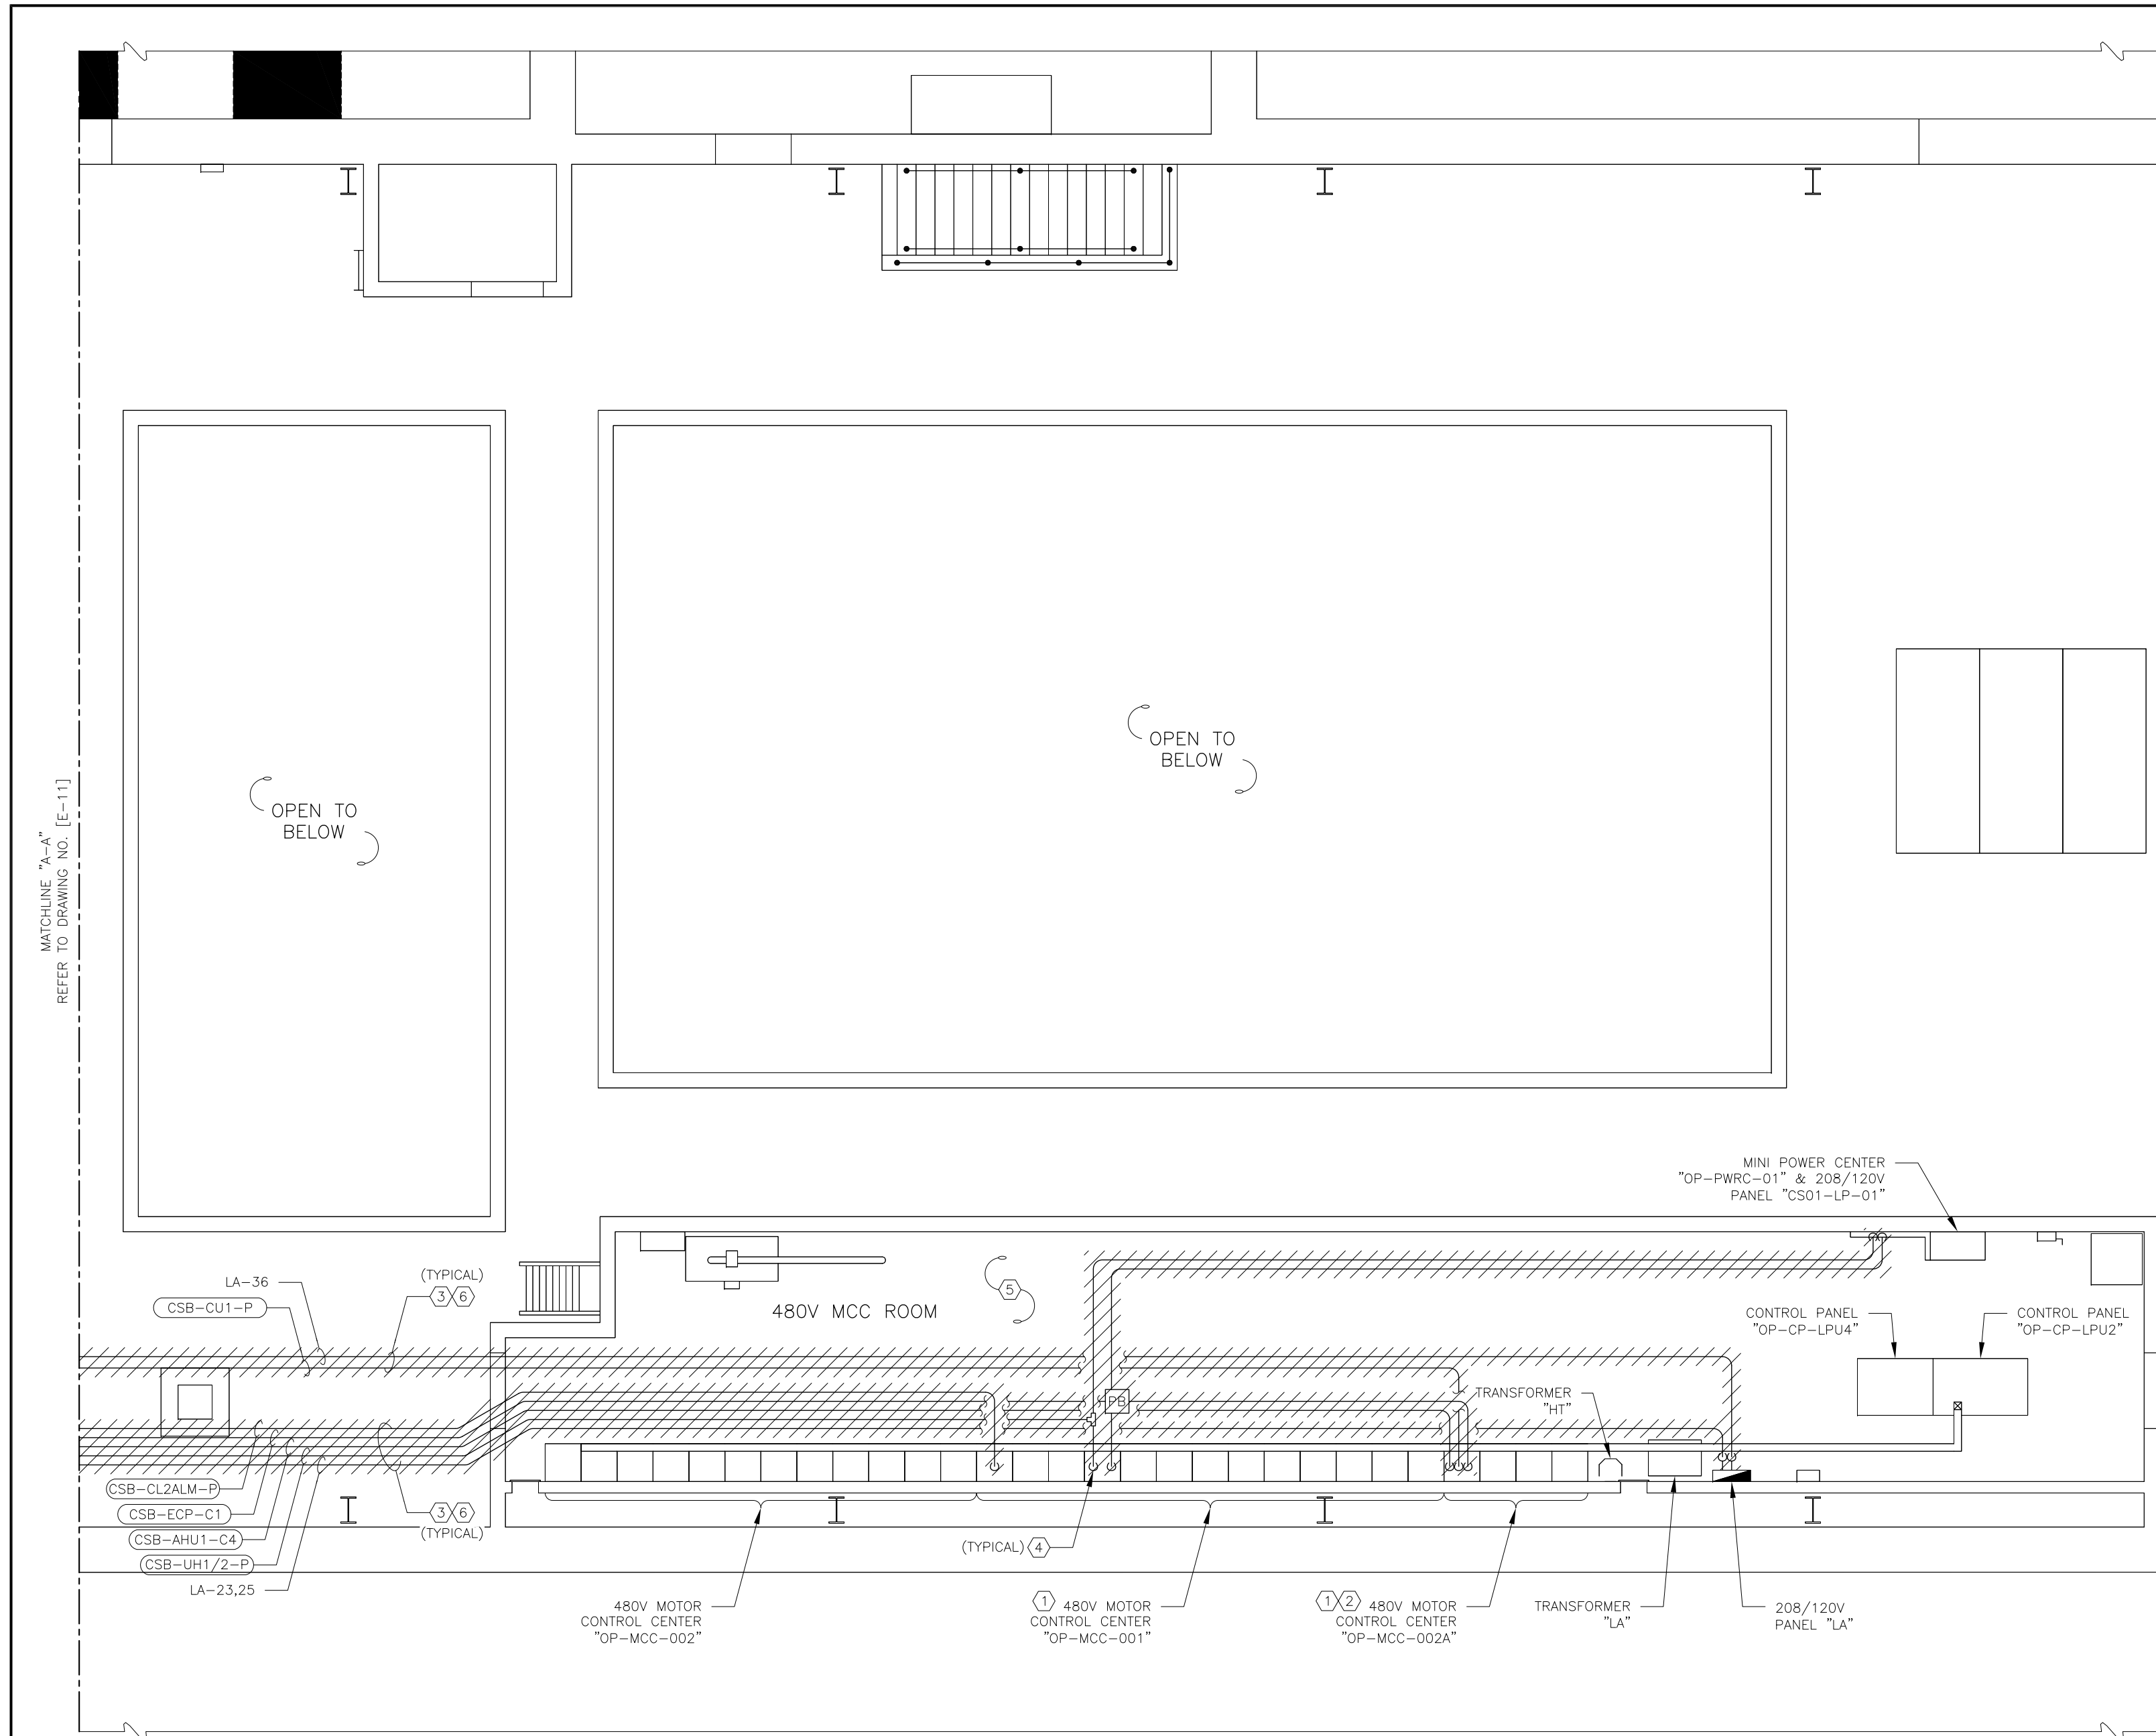 OPEN TO
BELOW
OPEN TO
BELOW
MATCHLINE "A-A"
REFER TO DRAWING NO. [E-11]
MINI POWER CENTER
"OP-PWRC-01" & 208/120V
PANEL "CS01-LP-01"
LA-36
(TYPICAL)
CSB-CU1-P
3
6
5
480V MCC ROOM
CONTROL PANEL
"OP-CP-LPU4"
CONTROL PANEL
"OP-CP-LPU2"
TRANSFORMER
"HT"
PB
CSB-CL2ALM-P
CSB-ECP-C1
CSB-AHU1-C4
CSB-UH1/2-P
LA-23,25
3
6
(TYPICAL)
(TYPICAL) 4
480V MOTOR
CONTROL CENTER
"OP-MCC-002"
1 480V MOTOR
CONTROL CENTER
"OP-MCC-001"
1 2 480V MOTOR
CONTROL CENTER
"OP-MCC-002A"
TRANSFORMER
"LA"
208/120V
PANEL "LA"